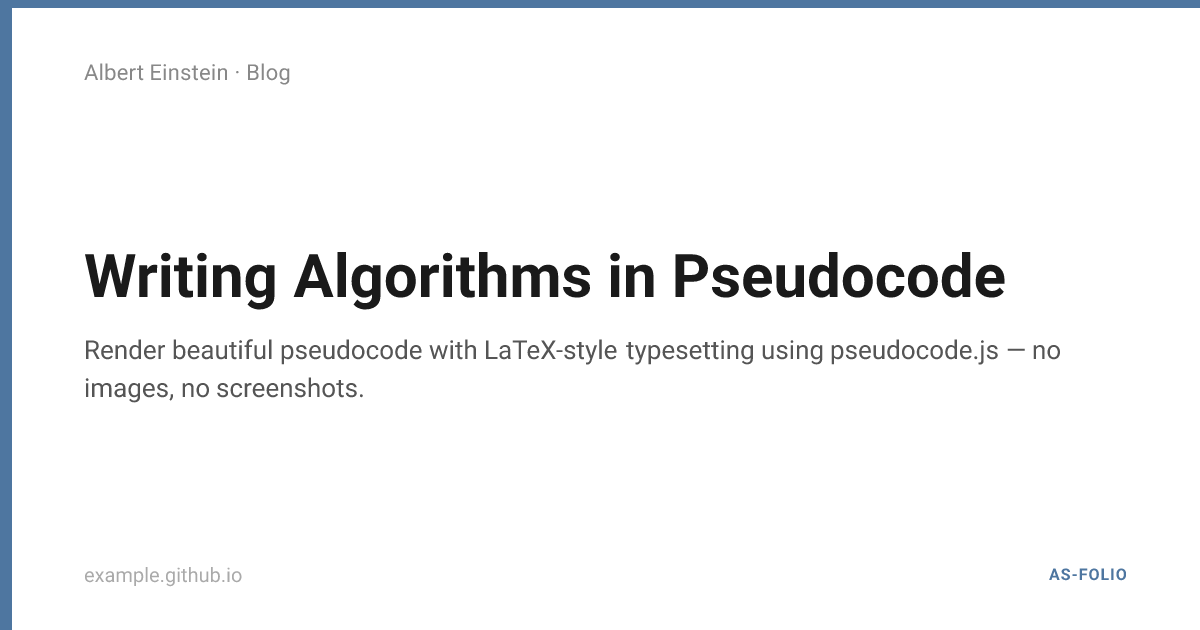 Albert Einstein · Blog
Writing Algorithms in Pseudocode
Render beautiful pseudocode with LaTeX-style typesetting using pseudocode.js — no
images, no screenshots.
example.github.io
AS-FOLIO